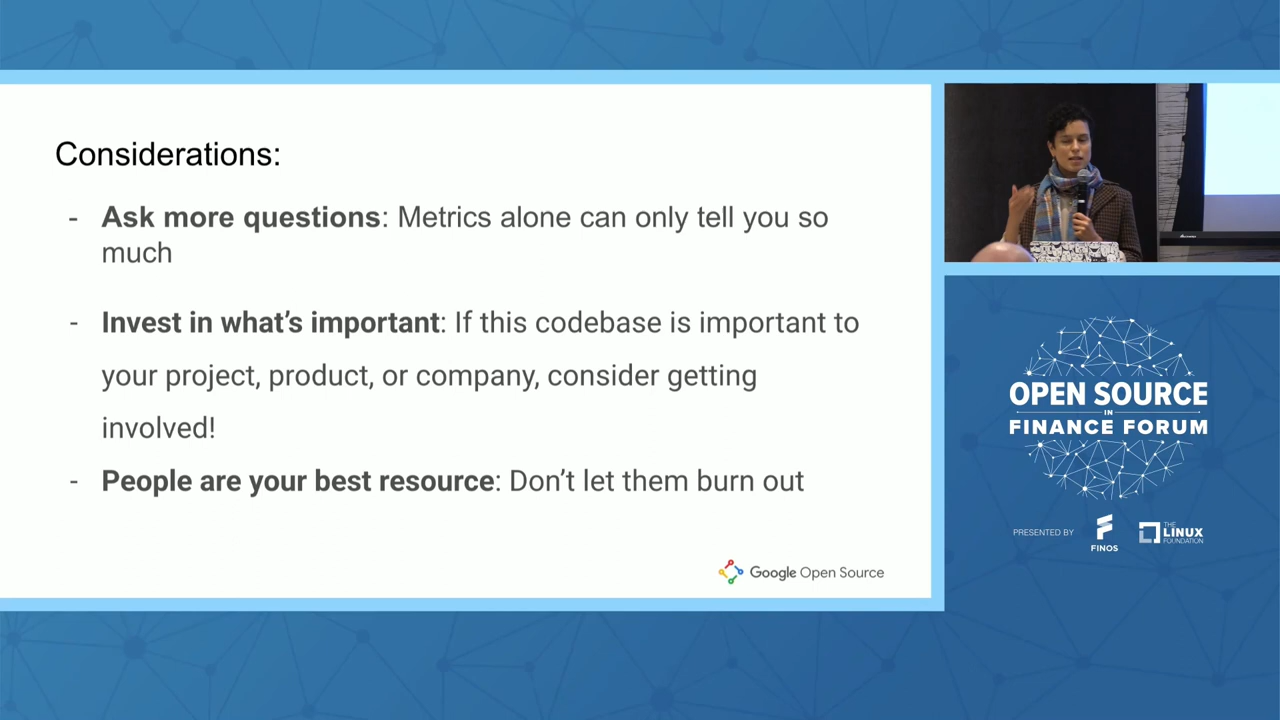 Considerations:
- Ask more questions: Metrics alone can only tell you so
much
- Invest in what’s important: If this codebase is important to
your project, product, or company, consider getting
involved!
- People are your best resource: Don’t let them burn out
Google Open Source
OPEN SOURCE
IN
FINANCE FORUM
PRESENTED BY
FINOS
THE
LINUX
FOUNDATION